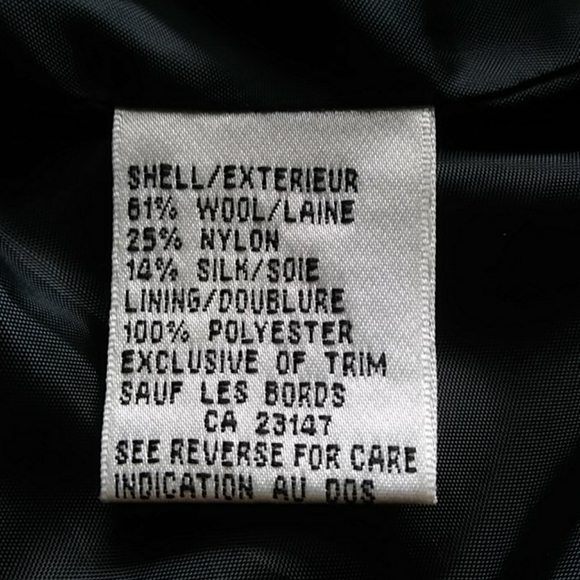 SHELL/EXTERIEUR
61% WOOL/LAINE
25% NYLON
14% SILK/SOIE
LINING/DOUBLURE
100% POLYESTER
EXCLUSIVE OF TRIM
SAUF LES BORDS
CA 23147
SEE REVERSE FOR CARE
INDICATION AU DOS